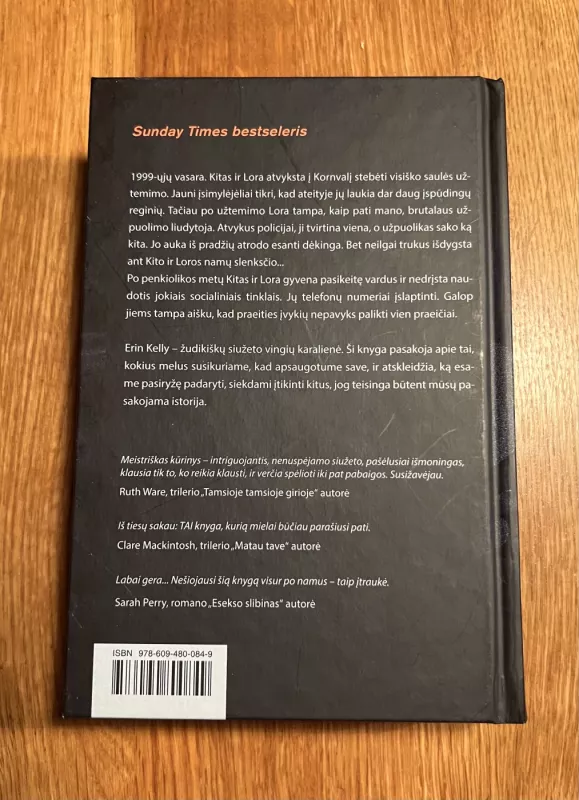 Sunday Times bestseleris
1999-ųjų vasara. Kitas ir Lora atvyksta į Kornvalį stebėti visiško saulės už-
temimo. Jauni įsimylėjėliai tikri, kad ateityje jų laukia dar daug įspūdingų
reginių. Tačiau po užtemimo Lora tampa, kaip pati mano, brutalaus už-
puolimo liudytoja. Atvykus policijai, ji tvirtina viena, o užpuolikas sako ką
kita. Jo auka iš pradžių atrodo esanti dėkinga. Bet neilgai trukus išdygsta
ant Kito ir Loros namų slenksčio...
Po penkiolikos metų Kitas ir Lora gyvena pasikeitę vardus ir nedrįsta nau-
dotis jokiais socialiniais tinklais. Jų telefonų numeriai įslaptinti. Galop
jiems tampa aišku, kad praeities įvykių nepavyks palikti vien praeičiai.
Erin Kelly – žudikiškų siužeto vingių karalienė. Ši knyga pasakoja apie tai,
kokius melus susikuriame, kad apsaugotume save, ir atskleidžia, ką esa-
me pasiryžę padaryti, siekdami įtikinti kitus, jog teisinga būtent mūsų pa-
sakojama istorija.
Meistriškas kūrinys – intriguojantis, nenuspėjamo siužeto, pašėlusiai išmoningas,
klausia tik to, ko reikia klausti, ir verčia spėlioti iki pat pabaigos. Susižavėjau.
Ruth Ware, trilerio „Tamsioje tamsioje girioje“ autorė
Iš tiesų sakau: TAI knyga, kurią mielai būčiau parašiusi pati.
Clare Mackintosh, trilerio „Matau tave“ autorė
Labai gera... Nešiojausi šią knygą visur po namus – taip įtraukė.
Sarah Perry, romano „Esekso slibinas“ autorė
ISBN 978-609-480-084-9